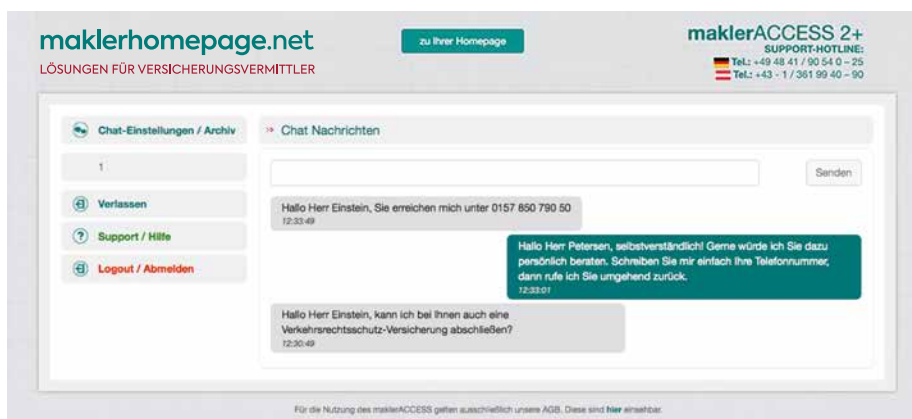 maklerhomepage.net
LÖSUNGEN FÜR VERSICHERUNGSVERMITTLER
zu Ihrer Homepage
maklerACCESS 2+
SUPPORT-HOTLINE:
Tel.: +49 48 41 / 90 54 0 – 25
Tel.: +43 - 1 / 361 99 40 – 90
Chat-Einstellungen / Archiv
1
Verlassen
Support / Hilfe
Logout / Abmelden
Chat Nachrichten
Senden
Hallo Herr Einstein, Sie erreichen mich unter 0157 850 790 50
12:33:49
Hallo Herr Petersen, selbstverständlich! Gerne würde ich Sie dazu
persönlich beraten. Schreiben Sie mir einfach Ihre Telefonnummer,
dann rufe ich Sie umgehend zurück.
12:33:01
Hallo Herr Einstein, kann ich bei Ihnen auch eine
Verkehrsrechtsschutz-Versicherung abschließen?
12:30:49
Für die Nutzung des maklerACCESS gelten ausschließlich unsere AGB. Diese sind hier einsehbar.